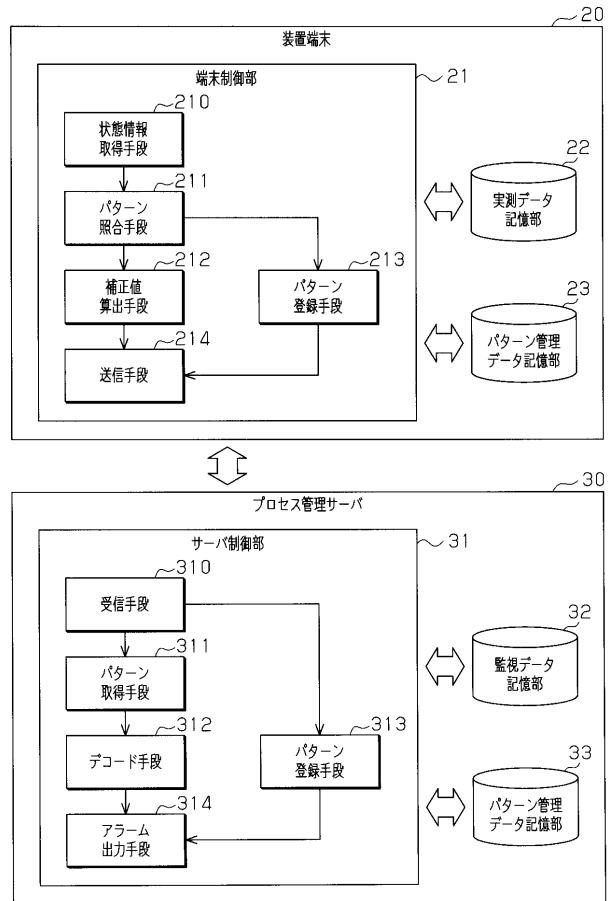 20
装置端末
21
端末制御部
210
状態情報
取得手段
211
パターン
照合手段
212
補正値
算出手段
213
パターン
登録手段
214
送信手段
22
実測データ
記憶部
23
パターン管理
データ記憶部
30
プロセス管理サーバ
31
サーバ制御部
310
受信手段
311
パターン
取得手段
312
デコード手段
313
パターン
登録手段
314
アラーム
出力手段
32
監視データ
記憶部
33
パターン管理
データ記憶部